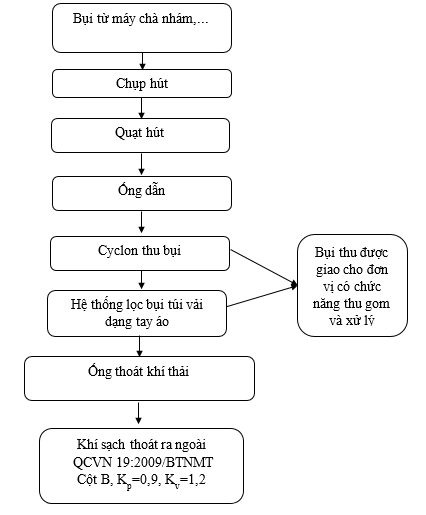 Bụi từ máy chà nhám,...
Chụp hút
Quạt hút
Ống dẫn
Cyclon thu bụi
Hệ thống lọc bụi túi vải
dạng tay áo
Bụi thu được
giao cho đơn
vị có chức
năng thu gom
và xử lý
Ống thoát khí thải
Khí sạch thoát ra ngoài
QCVN 19:2009/BTNMT
Cột B, Kp=0,9, Kv=1,2